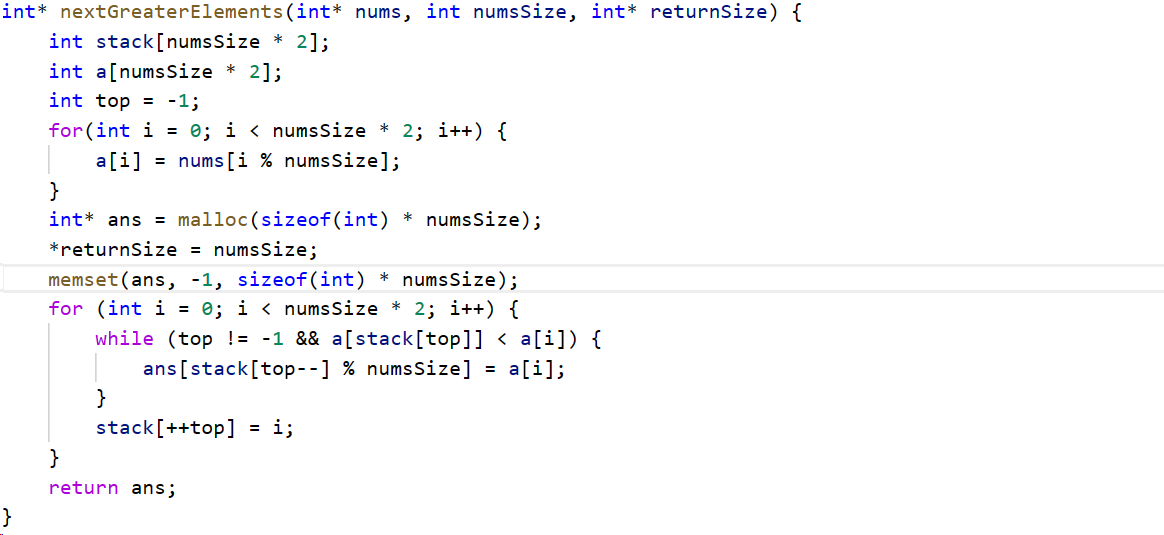 int* nextGreaterElements(int* nums, int numsSize, int* returnSize) {
    int stack[numsSize * 2];
    int a[numsSize * 2];
    int top = -1;
    for(int i = 0; i < numsSize * 2; i++) {
        a[i] = nums[i % numsSize];
    }
    int* ans = malloc(sizeof(int) * numsSize);
    *returnSize = numsSize;
    memset(ans, -1, sizeof(int) * numsSize);
    for (int i = 0; i < numsSize * 2; i++) {
        while (top != -1 && a[stack[top]] < a[i]) {
            ans[stack[top--] % numsSize] = a[i];
        }
        stack[++top] = i;
    }
    return ans;
}